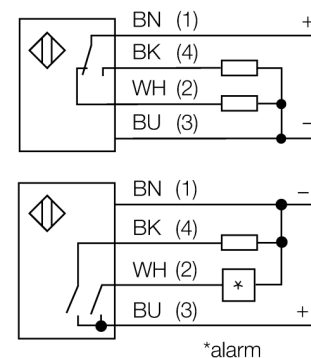 BN (1) +
BK (4)
WH (2)
BU (3) −
BN (1) −
BK (4)
WH (2) *
BU (3) +
*alarm